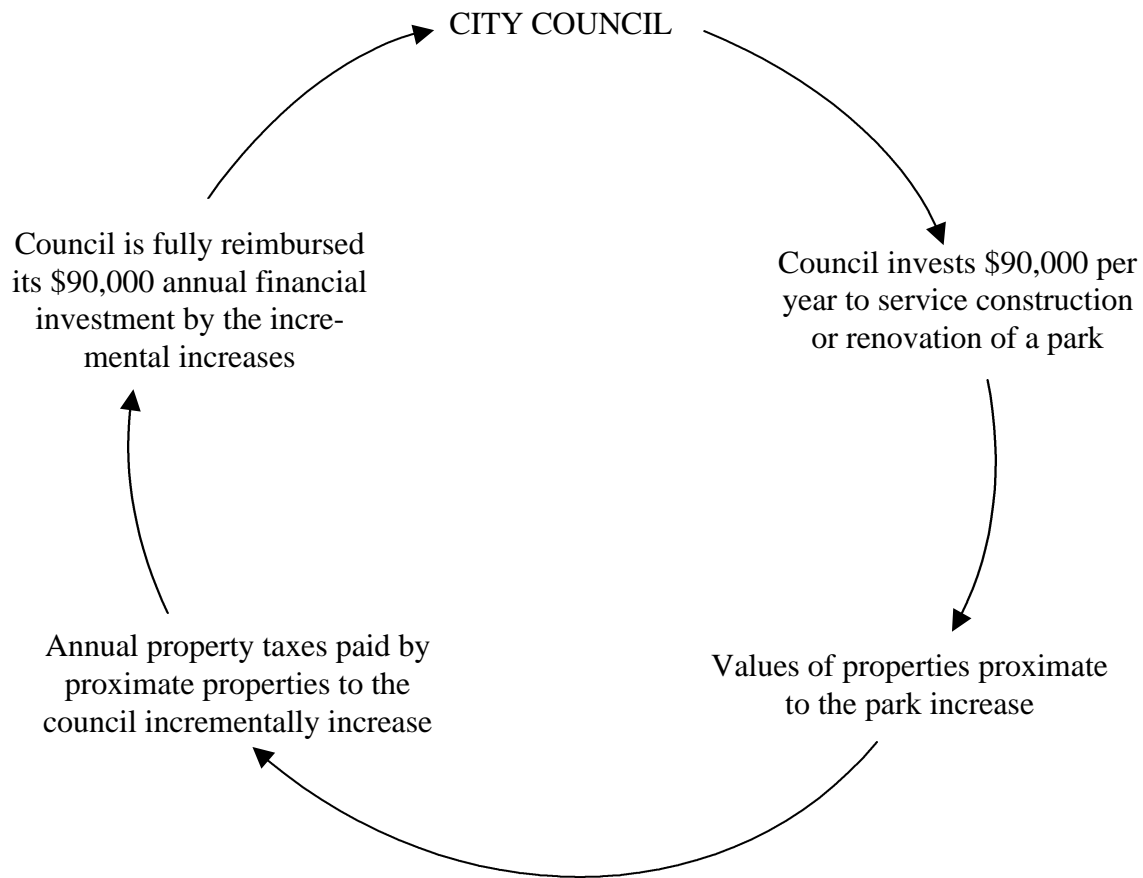 CITY COUNCIL
Council invests $90,000 per
year to service construction
or renovation of a park
Values of properties proximate
to the park increase
Annual property taxes paid by
proximate properties to the
council incrementally increase
Council is fully reimbursed
its $90,000 annual financial
investment by the incre-
mental increases